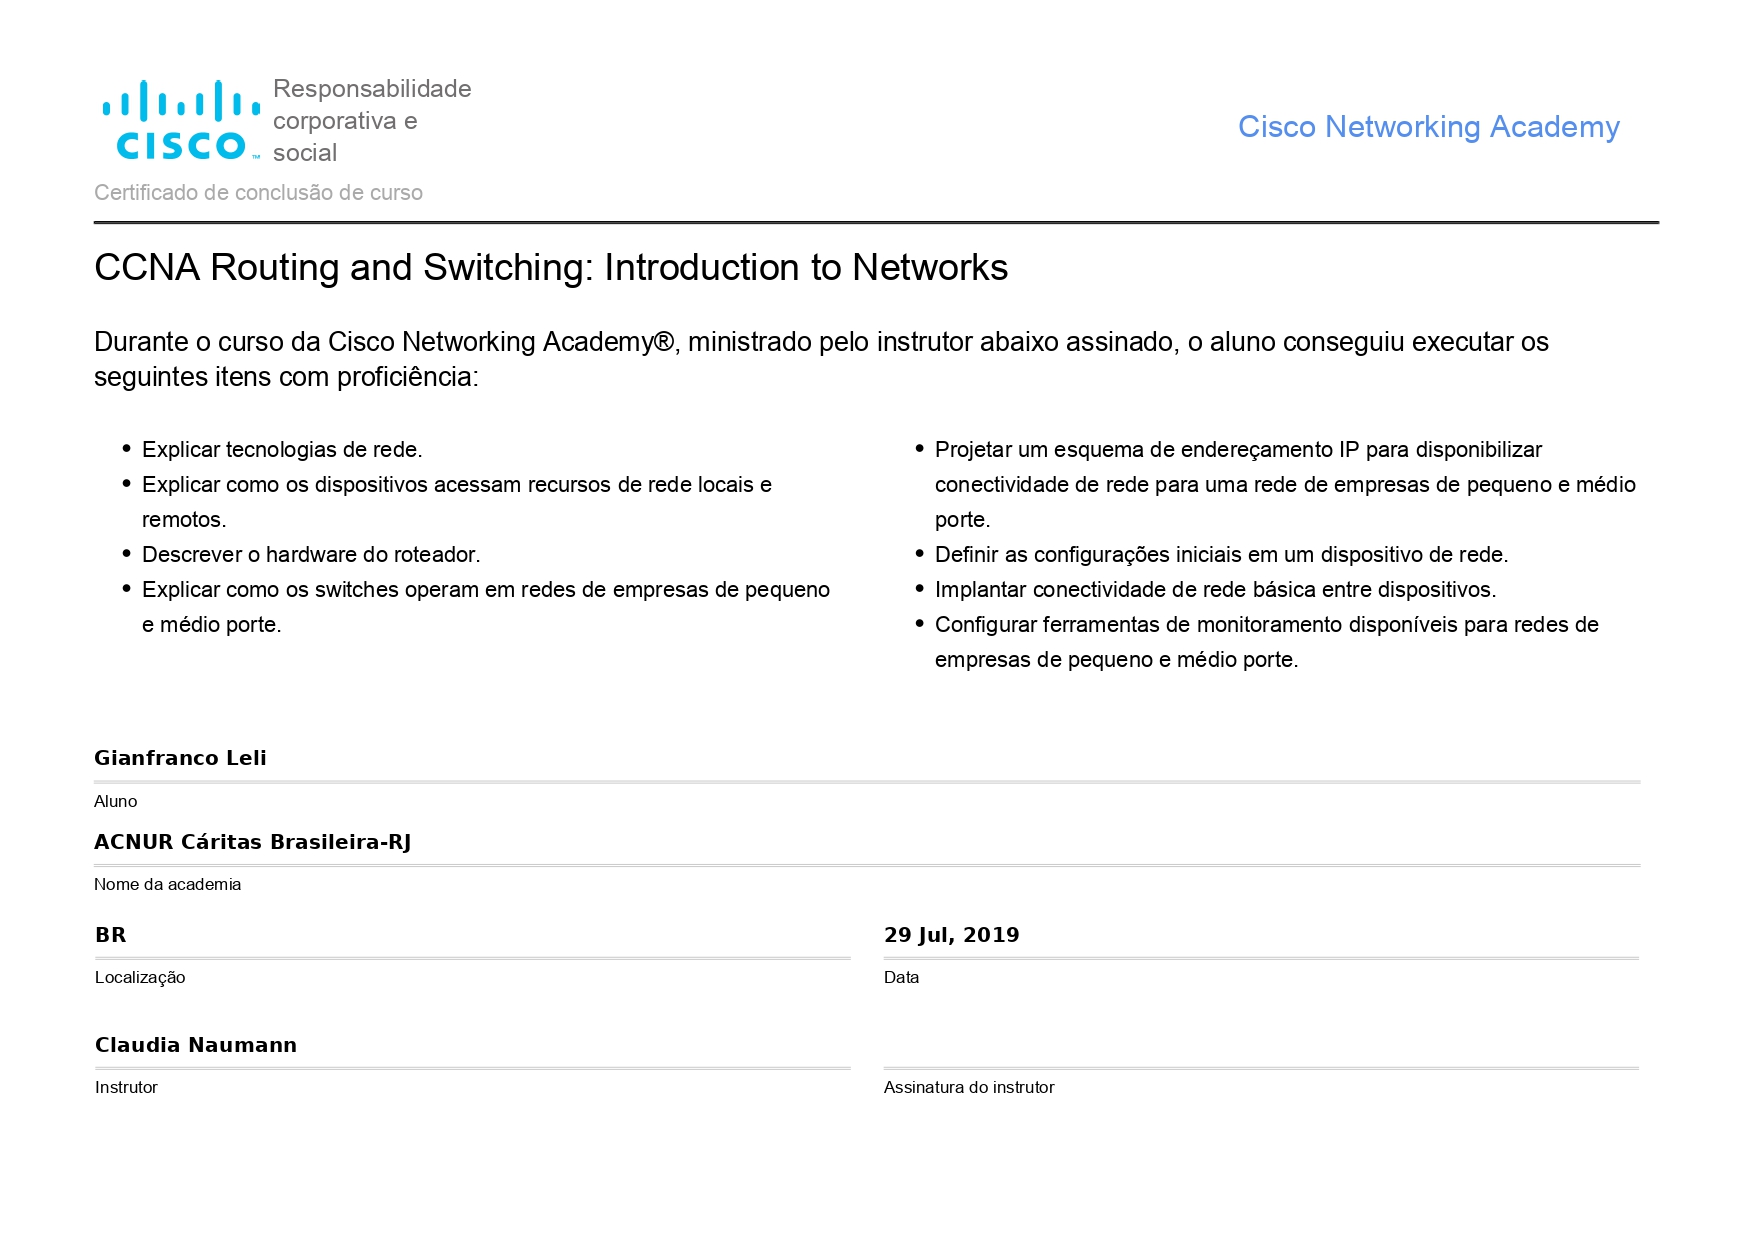 CISCO
™
Responsabilidade
corporativa e
social
Cisco Networking Academy
Certificado de conclusão de curso
CCNA Routing and Switching: Introduction to Networks
Durante o curso da Cisco Networking Academy®, ministrado pelo instrutor abaixo assinado, o aluno conseguiu executar os
seguintes itens com proficiência:
• Explicar tecnologias de rede.
• Explicar como os dispositivos acessam recursos de rede locais e
remotos.
• Descrever o hardware do roteador.
• Explicar como os switches operam em redes de empresas de pequeno
e médio porte.
• Projetar um esquema de endereçamento IP para disponibilizar
conectividade de rede para uma rede de empresas de pequeno e médio
porte.
• Definir as configurações iniciais em um dispositivo de rede.
• Implantar conectividade de rede básica entre dispositivos.
• Configurar ferramentas de monitoramento disponíveis para redes de
empresas de pequeno e médio porte.
Gianfranco Leli
Aluno
ACNUR Cáritas Brasileira-RJ
Nome da academia
BR
Localização
29 Jul, 2019
Data
Claudia Naumann
Instrutor
Assinatura do instrutor